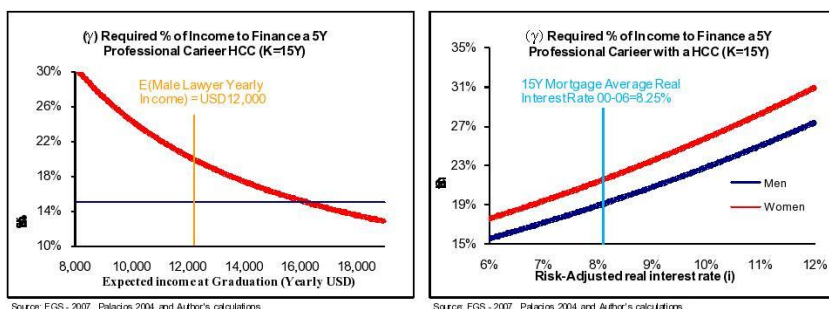 (γ) Required % of Income to Finance a 5Y
Professional Carieer HCC (K=15Y)
30%
26%
22%
18%
14%
10%
E(Male Lawyer Yearly
Income) = USD12,000
8,000 10,000 12,000 14,000 16,000 18,000
Expected income at Graduation (Yearly USD)
Source: EGS - 2007, Palacios 2004 and Author's calculations
(γ) Required % of Income to Finance a 5Y
Professional Carieer with a HCC (K=15Y)
35%
31%
27%
23%
19%
15%
15Y Mortgage Average Real
Interest Rate 00-06=8.25%
Men
Women
6% 7% 8% 9% 10% 11% 12%
Risk-Adjusted real interest rate (i)
Source: EGS - 2007, Palacios 2004 and Author's calculations